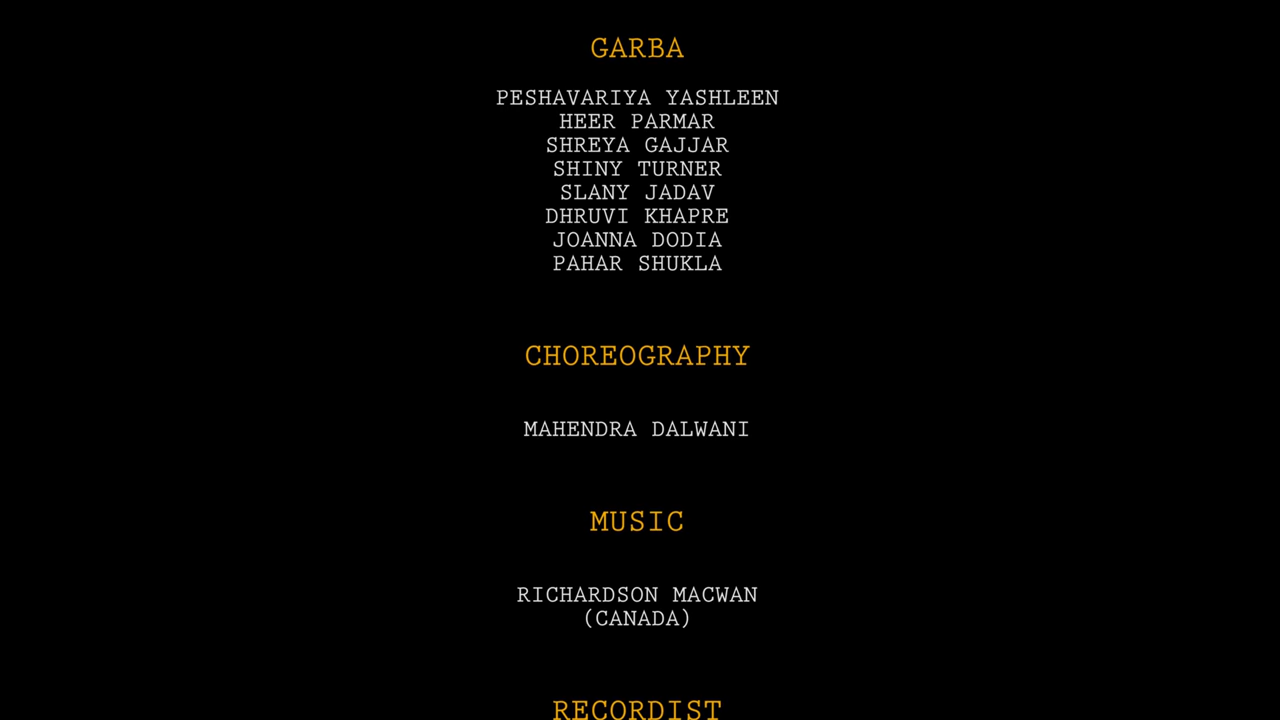 GARBA
PESHAVARIYA YASHLEEN
HEER PARMAR
SHREYA GAJJAR
SHINY TURNER
SLANY JADAV
DHRUVI KHAPRE
JOANNA DODIA
PAHAR SHUKLA
CHOREOGRAPHY
MAHENDRA DALWANI
MUSIC
RICHARDSON MACWAN
(CANADA)
RECORDIST